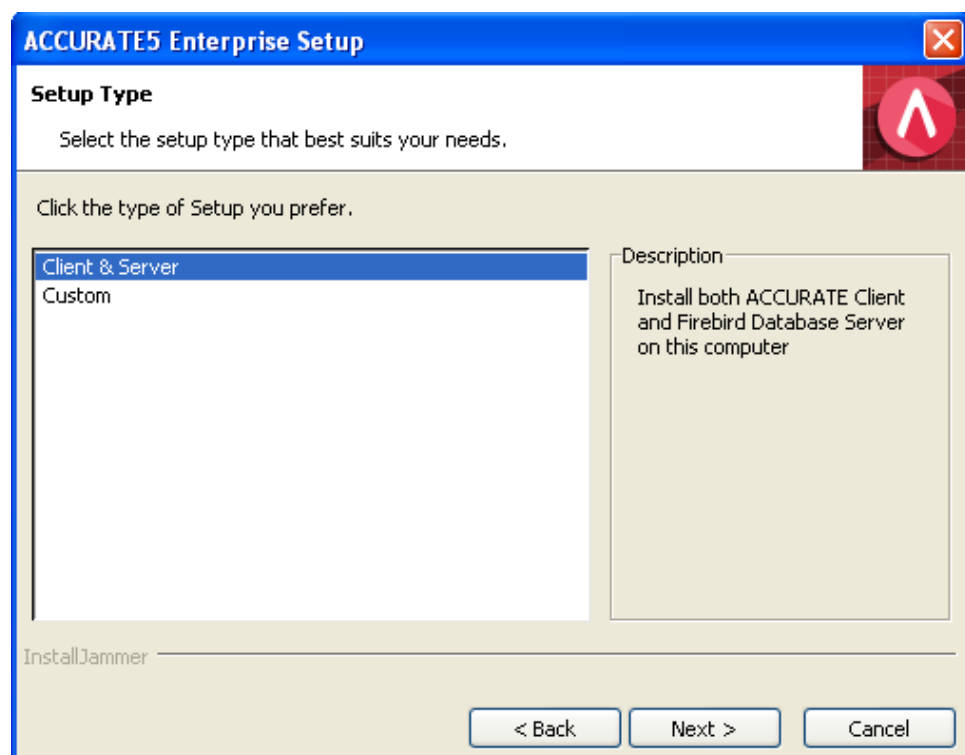 ACCURATE5 Enterprise Setup
Setup Type
Select the setup type that best suits your needs.
Click the type of Setup you prefer.
Client & Server
Custom
Description
Install both ACCURATE Client
and Firebird Database Server
on this computer
InstallJammer
< Back
Next >
Cancel